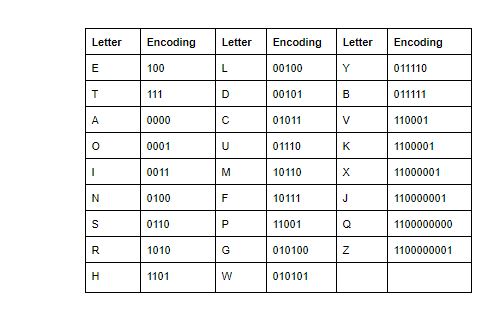 Letter Encoding Letter Encoding Letter Encoding
E 100 L 00100 Y 011110
T 111 D 00101 B 011111
A 0000 C 01011 V 110001
O 0001 U 01110 K 1100001
I 0011 M 10110 X 11000001
N 0100 F 10111 J 110000001
S 0110 P 11001 Q 1100000000
R 1010 G 010100 Z 1100000001
H 1101 W 010101